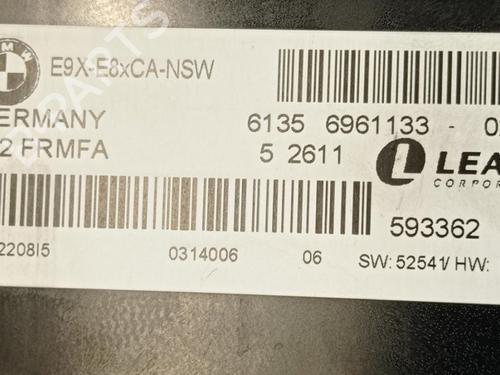 E9X-E8xCA-NSW
ERMANY 6135 6961133 - 0
2 FRMFA 5 2611 LEA
CORPOR
593362
2208I5 0314006 06 SW: 52541/ HW: